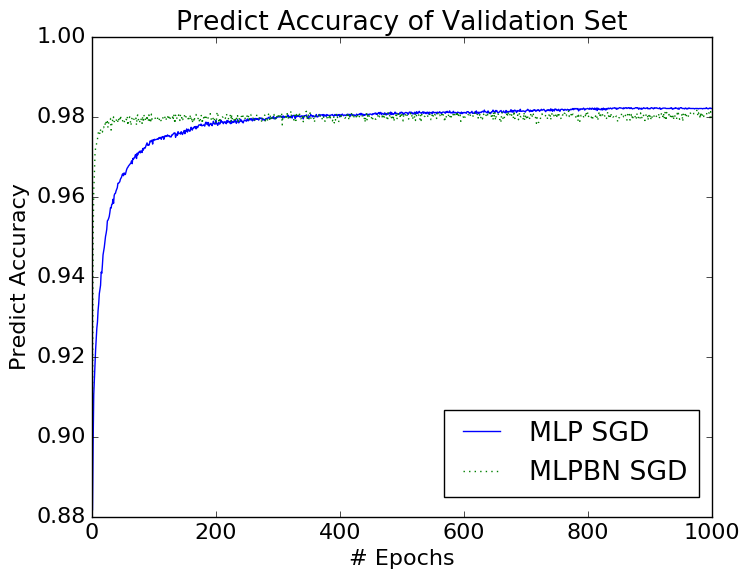 Predict Accuracy of Validation Set
1.00
0.98
0.96
0.94
0.92
0.90
0.88
Predict Accuracy
MLP SGD
MLPBN SGD
0 200 400 600 800 1000
# Epochs